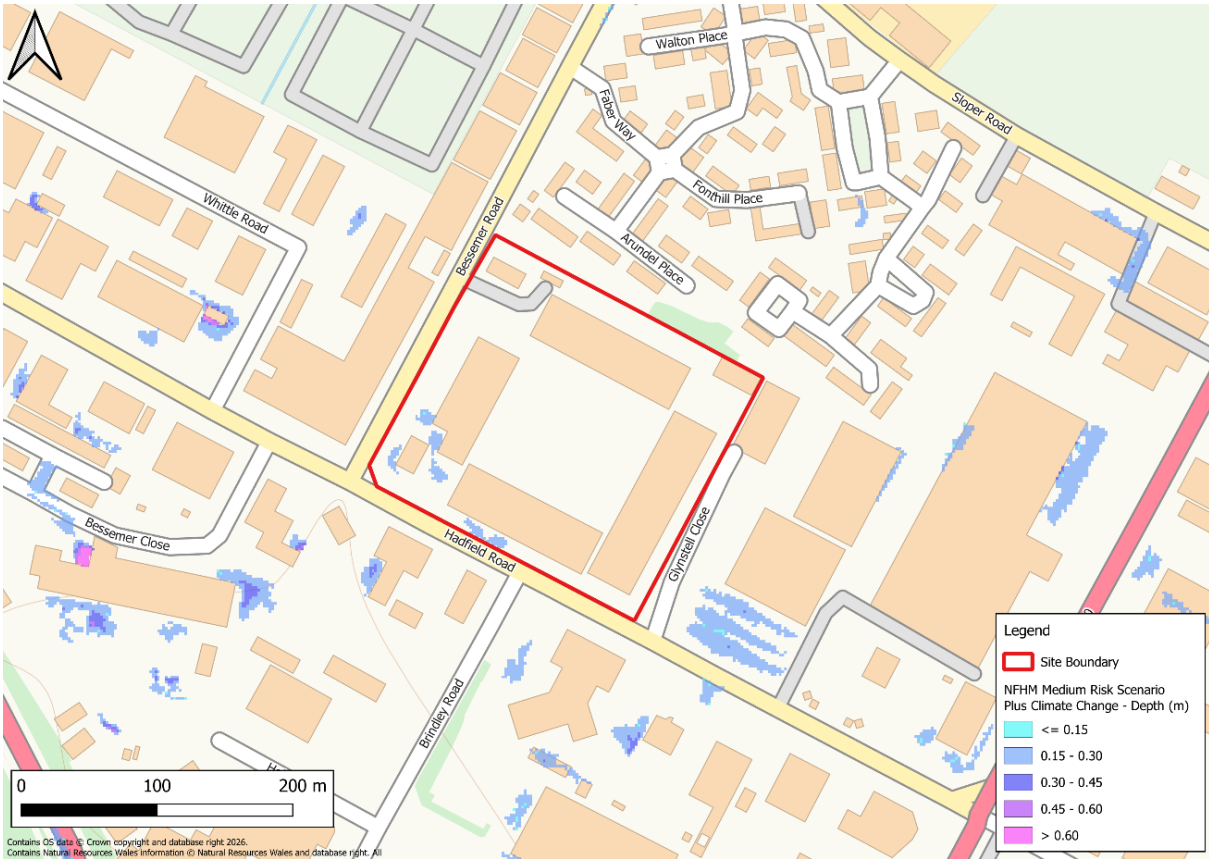 Walton Place
Sloper Road
Faber Way
Fonthill Place
Whittle Road
Bessemer Road
Arundel Place
Bessemer Close
Hadfield Road
Glynstell Close
Brindley Road
Legend
Site Boundary
NFHM Medium Risk Scenario
Plus Climate Change - Depth (m)
<= 0.15
0.15 - 0.30
0.30 - 0.45
0.45 - 0.60
> 0.60
0 100 200 m
Contains OS data © Crown copyright and database right 2026.
Contains Natural Resources Wales information © Natural Resources Wales and database right. All